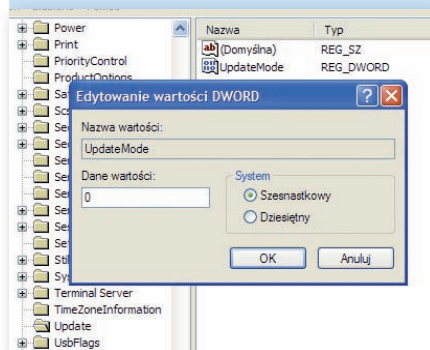 Power
Print
PriorityControl
ProductOptions
Terminal Server
TimeZoneInformation
Update
UsbFlags
Nazwa Typ
(Domyślna) REG_SZ
UpdateMode REG_DWORD
Edytowanie wartości DWORD
Nazwa wartości:
UpdateMode
Dane wartości:
0
System
Szesnastkowy
Dziesiętny
OK Anuluj